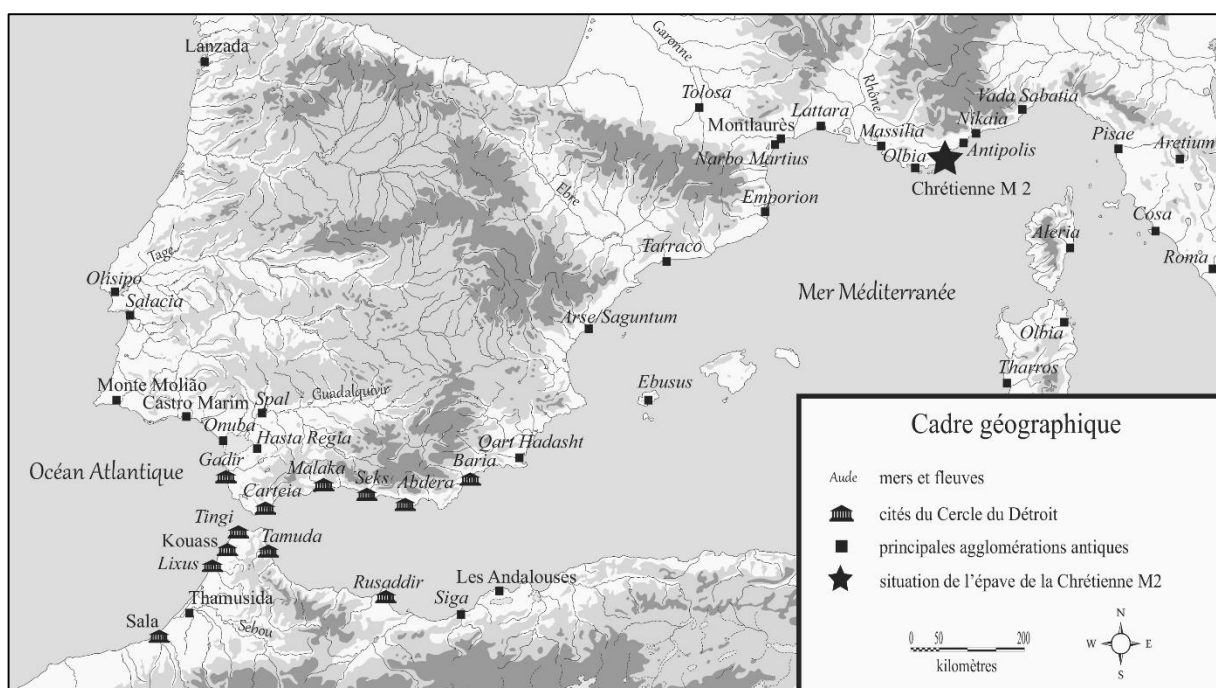 Lanzada
Garonne
Rhône
Tolosa
Lattara
Vada Sabatia
Montlaurès
Massilia
Nikaia
Pisae
Aretium
Narbo Martius
Olbia
Antipolis
Chrétienne M 2
Ebre
Emporion
Cosa
Aleria
Roma
Tarraco
Tage
Mer Méditerranée
Olisipo
Salacia
Arse/Saguntum
Olbia
Tharros
Ebusus
Monte Molião
Guadalquivir
Castro Marim
Spal
Onuba
Hasta Regia
Qart Hadasht
Océan Atlantique
Gadir
Malaka
Seks
Abdera
Baria
Carteia
Tingi
Kouass
Tamuda
Lixus
Rusaddir
Les Andalouses
Siga
Thamusida
Sala
Sebou
Cadre géographique
Aude mers et fleuves
cités du Cercle du Détroit
principales agglomérations antiques
situation de l'épave de la Chrétienne M2
0 50 200
kilomètres
N
W E
S